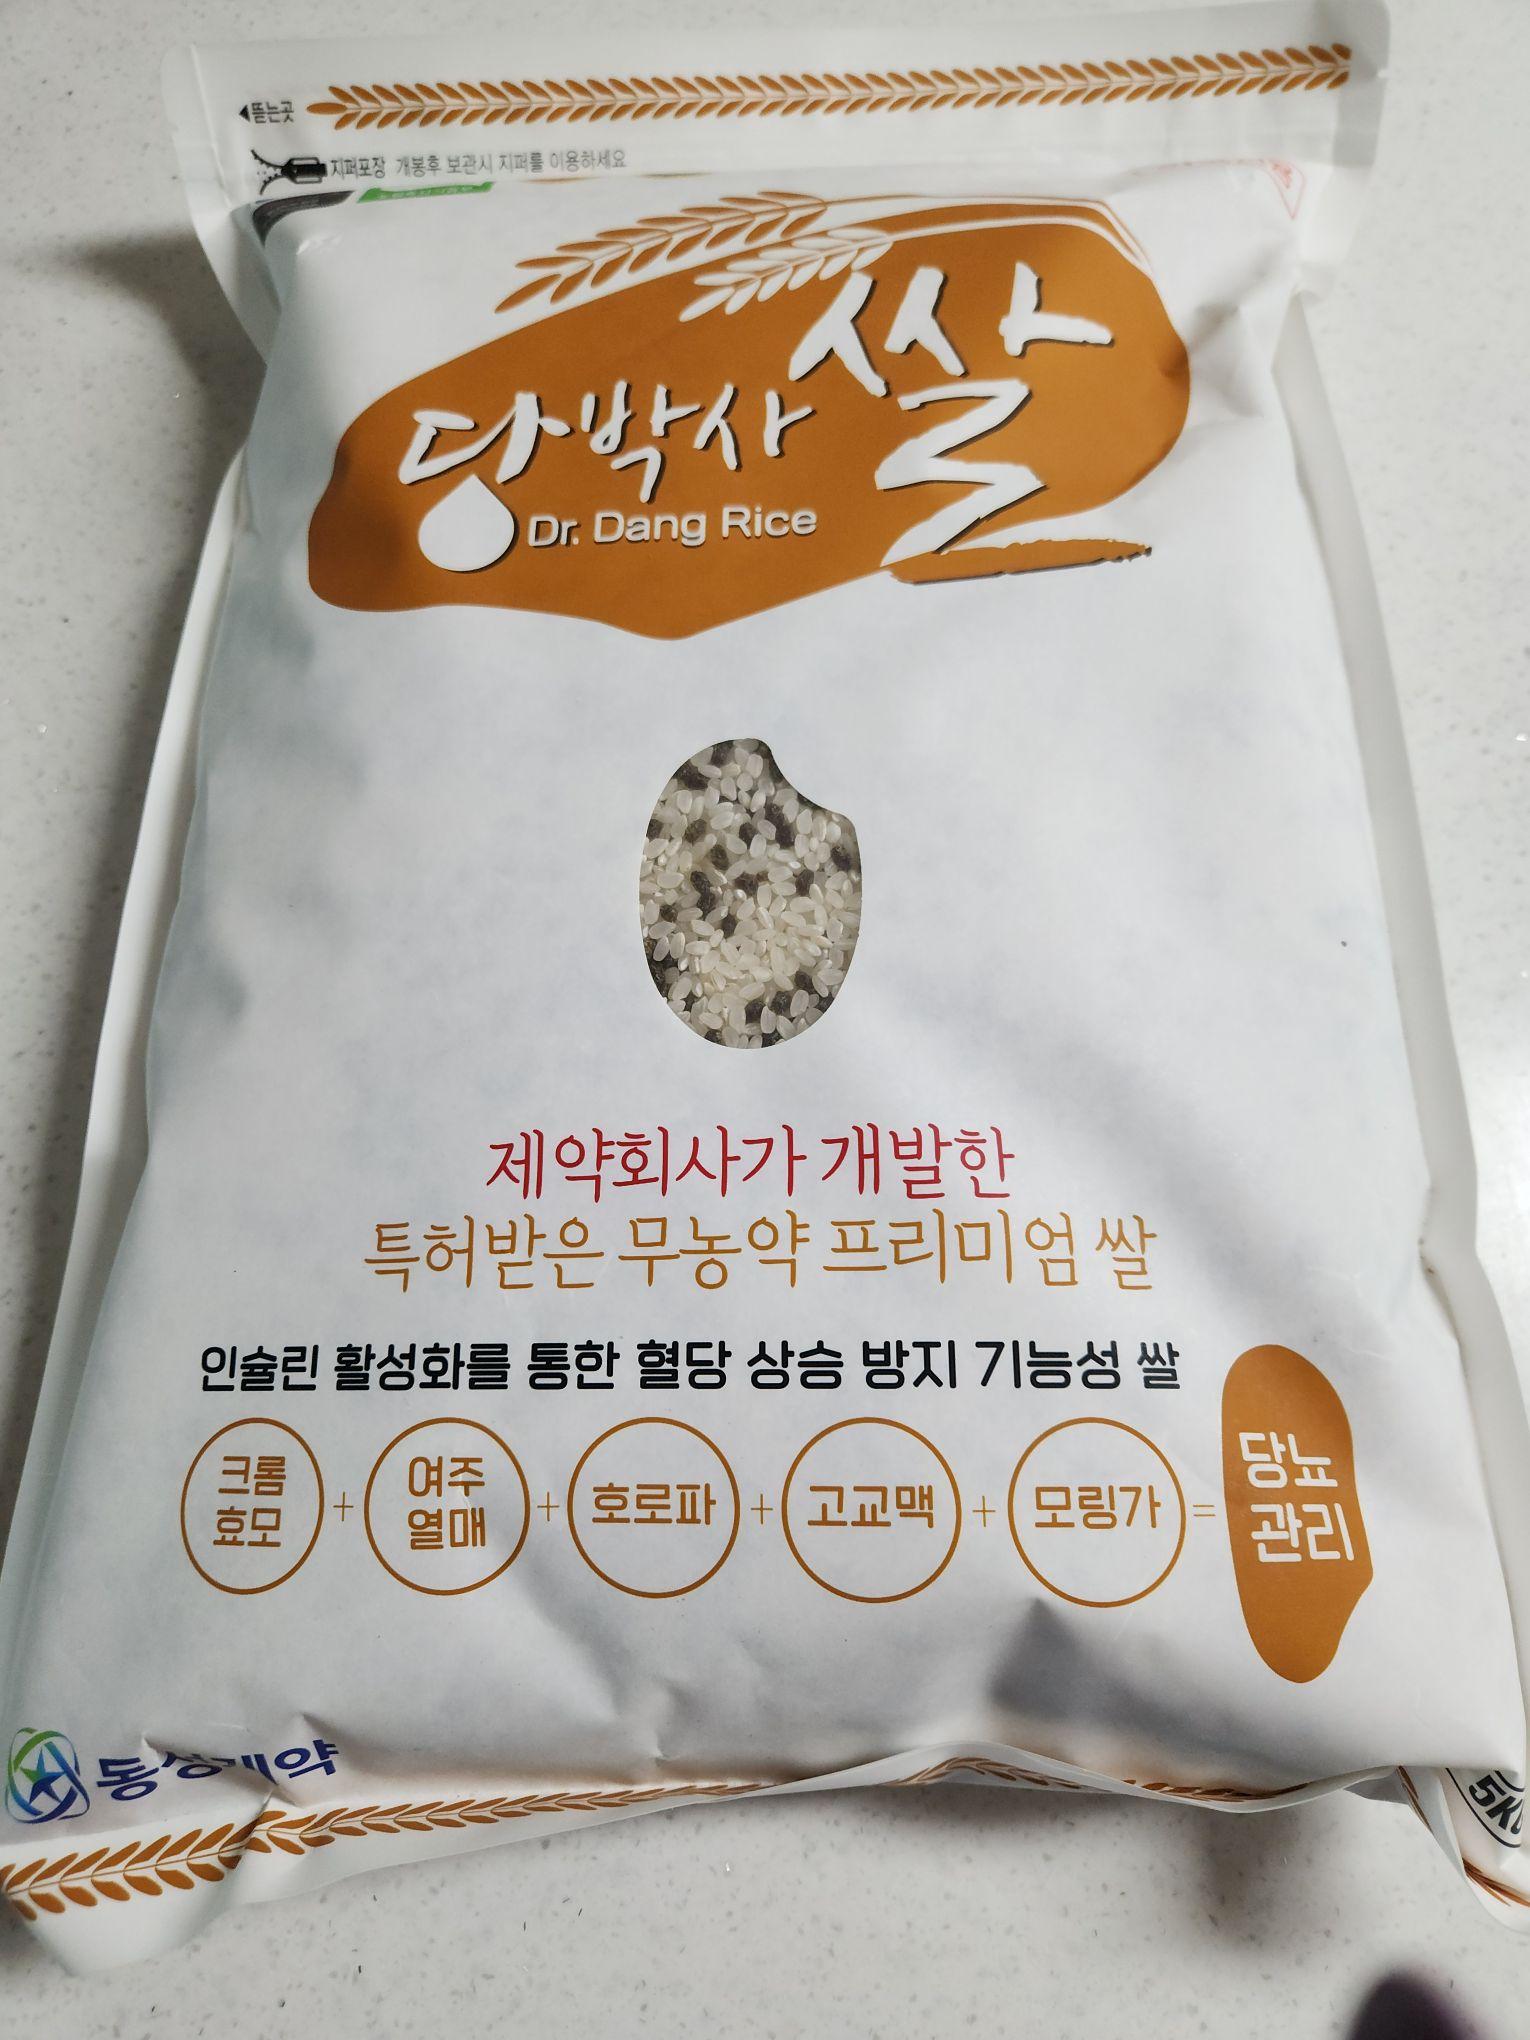 ◀뜯는곳
지퍼포장 개봉후 보관시 지퍼를 이용하세요
당박사쌀
Dr. Dang Rice
제약회사가 개발한
특허받은 무농약 프리미엄 쌀
인슐린 활성화를 통한 혈당 상승 방지 기능성 쌀
크롬
효모
+
여주
열매
+
호로파
+
고교맥
+
모링가
=
당뇨
관리
동성제약